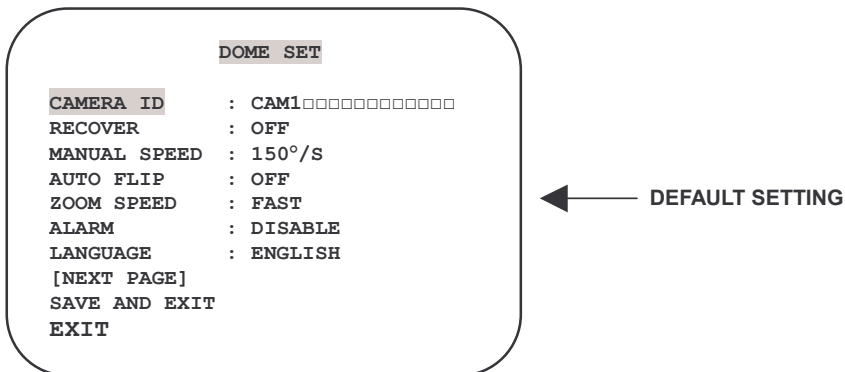 DOME SET
CAMERA ID : CAM1□□□□□□□□□□□□
RECOVER : OFF
MANUAL SPEED : 150°/S
AUTO FLIP : OFF
ZOOM SPEED : FAST
ALARM : DISABLE
LANGUAGE : ENGLISH
[NEXT PAGE]
SAVE AND EXIT
EXIT
DEFAULT SETTING